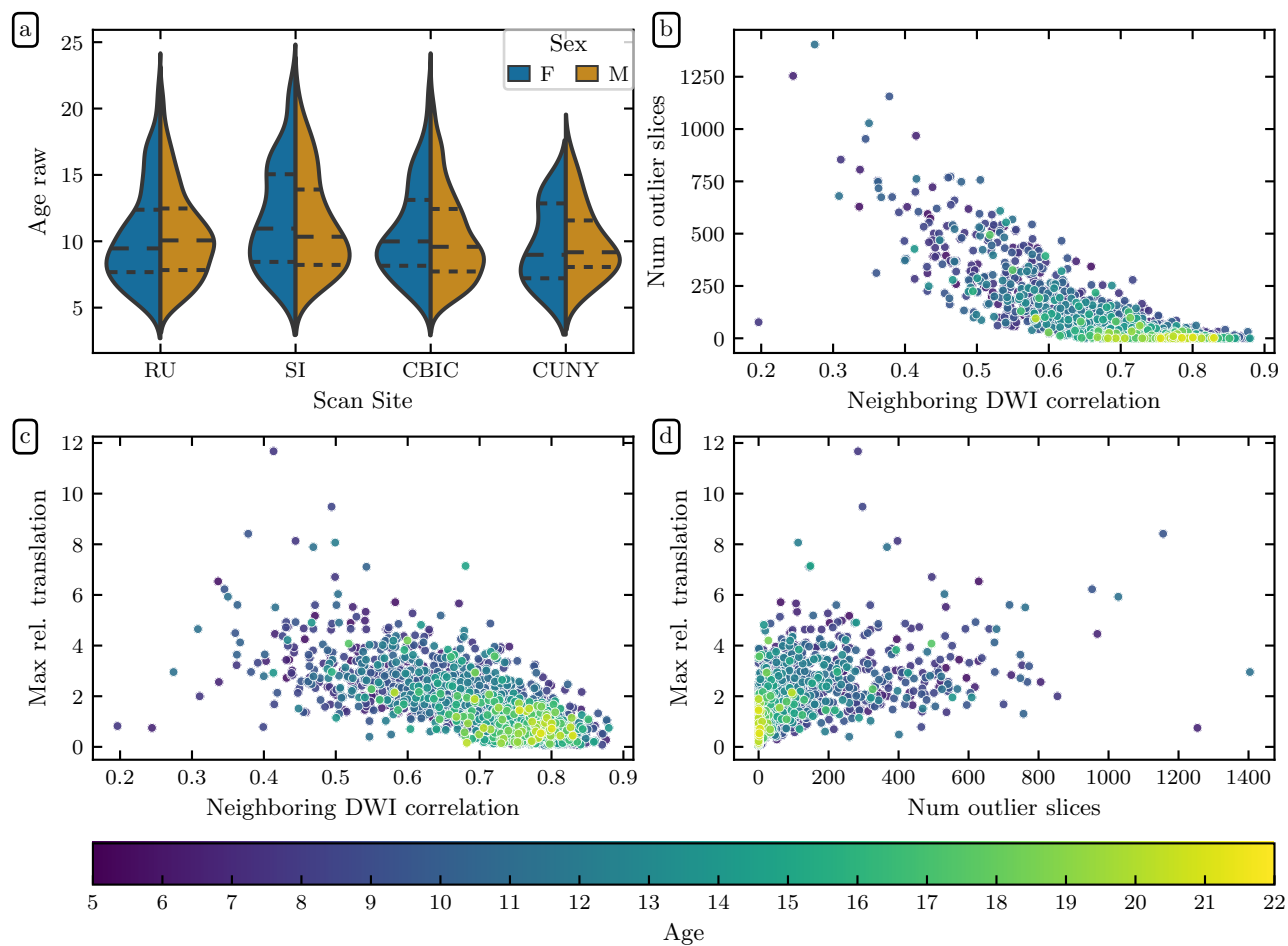 a
Age raw
25
20
15
10
5
Sex
F M
RU SI CBIC CUNY
Scan Site
b
Num outlier slices
1250
1000
750
500
250
0
0.2 0.3 0.4 0.5 0.6 0.7 0.8 0.9
Neighboring DWI correlation
c
Max rel. translation
12
10
8
6
4
2
0
0.2 0.3 0.4 0.5 0.6 0.7 0.8 0.9
Neighboring DWI correlation
d
Max rel. translation
12
10
8
6
4
2
0
0 200 400 600 800 1000 1200 1400
Num outlier slices
5 6 7 8 9 10 11 12 13 14 15 16 17 18 19 20 21 22
Age